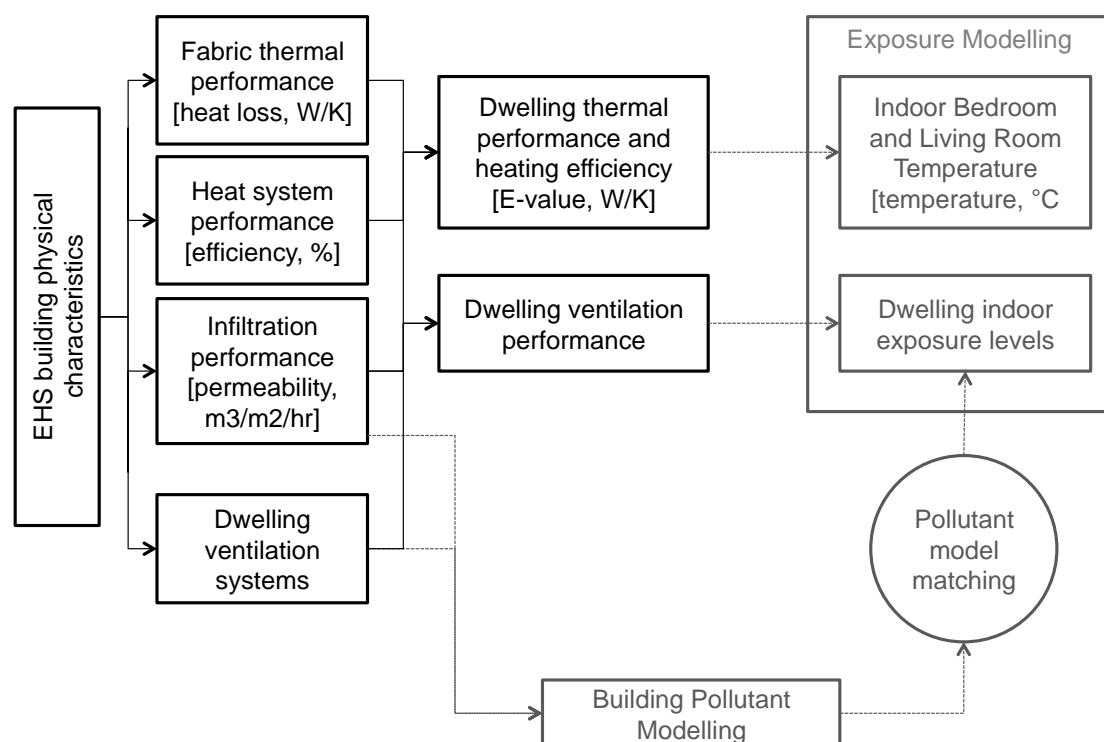 EHS building physical
characteristics
Fabric thermal
performance
[heat loss, W/K]
Heat system
performance
[efficiency, %]
Infiltration
performance
[permeability,
m3/m2/hr]
Dwelling
ventilation
systems
Dwelling thermal
performance and
heating efficiency
[E-value, W/K]
Dwelling ventilation
performance
Exposure Modelling
Indoor Bedroom
and Living Room
Temperature
[temperature, °C
Dwelling indoor
exposure levels
Pollutant
model
matching
Building Pollutant
Modelling